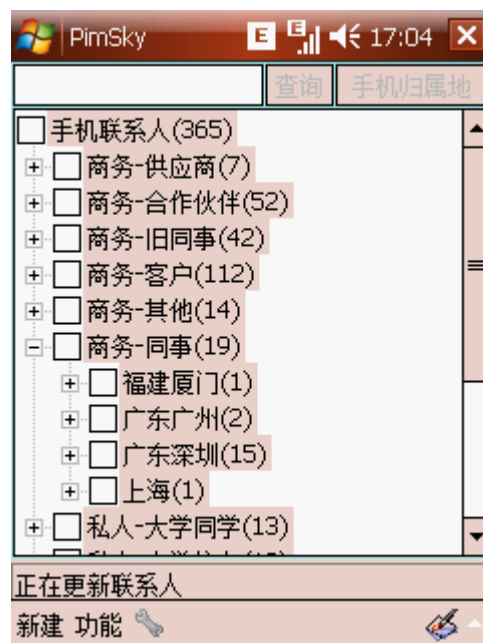 PimSky E E 17:04
查询 手机归属地
手机联系人(365)
商务-供应商(7)
商务-合作伙伴(52)
商务-旧同事(42)
商务-客户(112)
商务-其他(14)
商务-同事(19)
福建厦门(1)
广东广州(2)
广东深圳(15)
上海(1)
私人-大学同学(13)
正在更新联系人
新建 功能